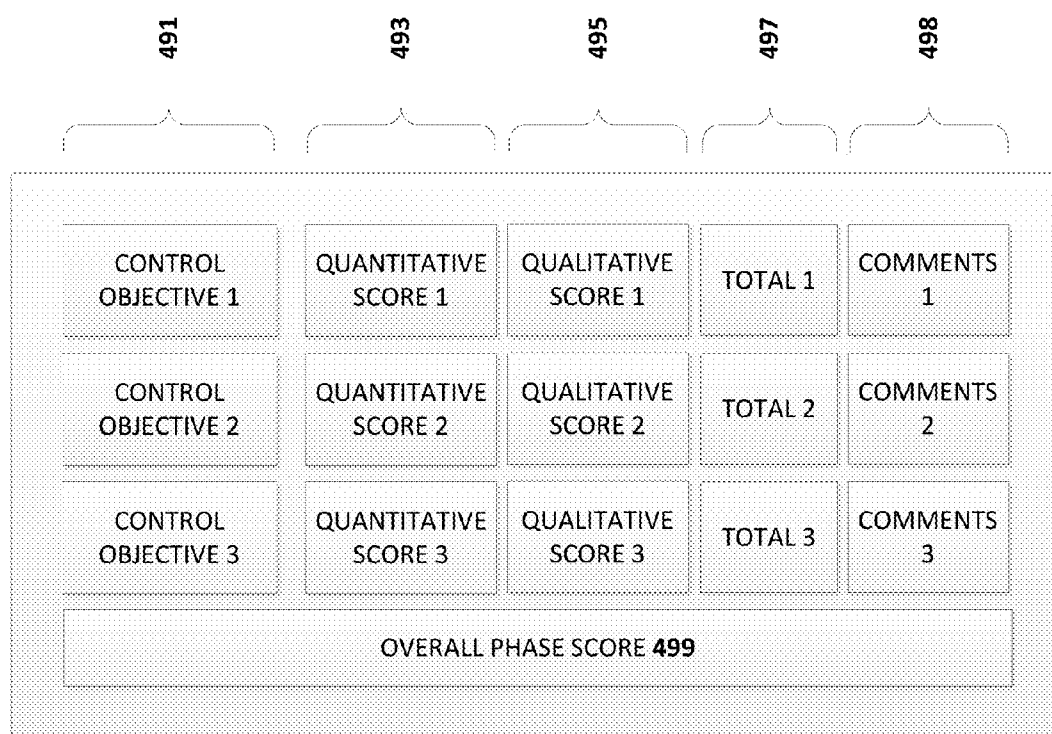 491
493
495
497
498
CONTROL
OBJECTIVE 1
QUANTITATIVE
SCORE 1
QUALITATIVE
SCORE 1
TOTAL 1
COMMENTS
1
CONTROL
OBJECTIVE 2
QUANTITATIVE
SCORE 2
QUALITATIVE
SCORE 2
TOTAL 2
COMMENTS
2
CONTROL
OBJECTIVE 3
QUANTITATIVE
SCORE 3
QUALITATIVE
SCORE 3
TOTAL 3
COMMENTS
3
OVERALL PHASE SCORE 499